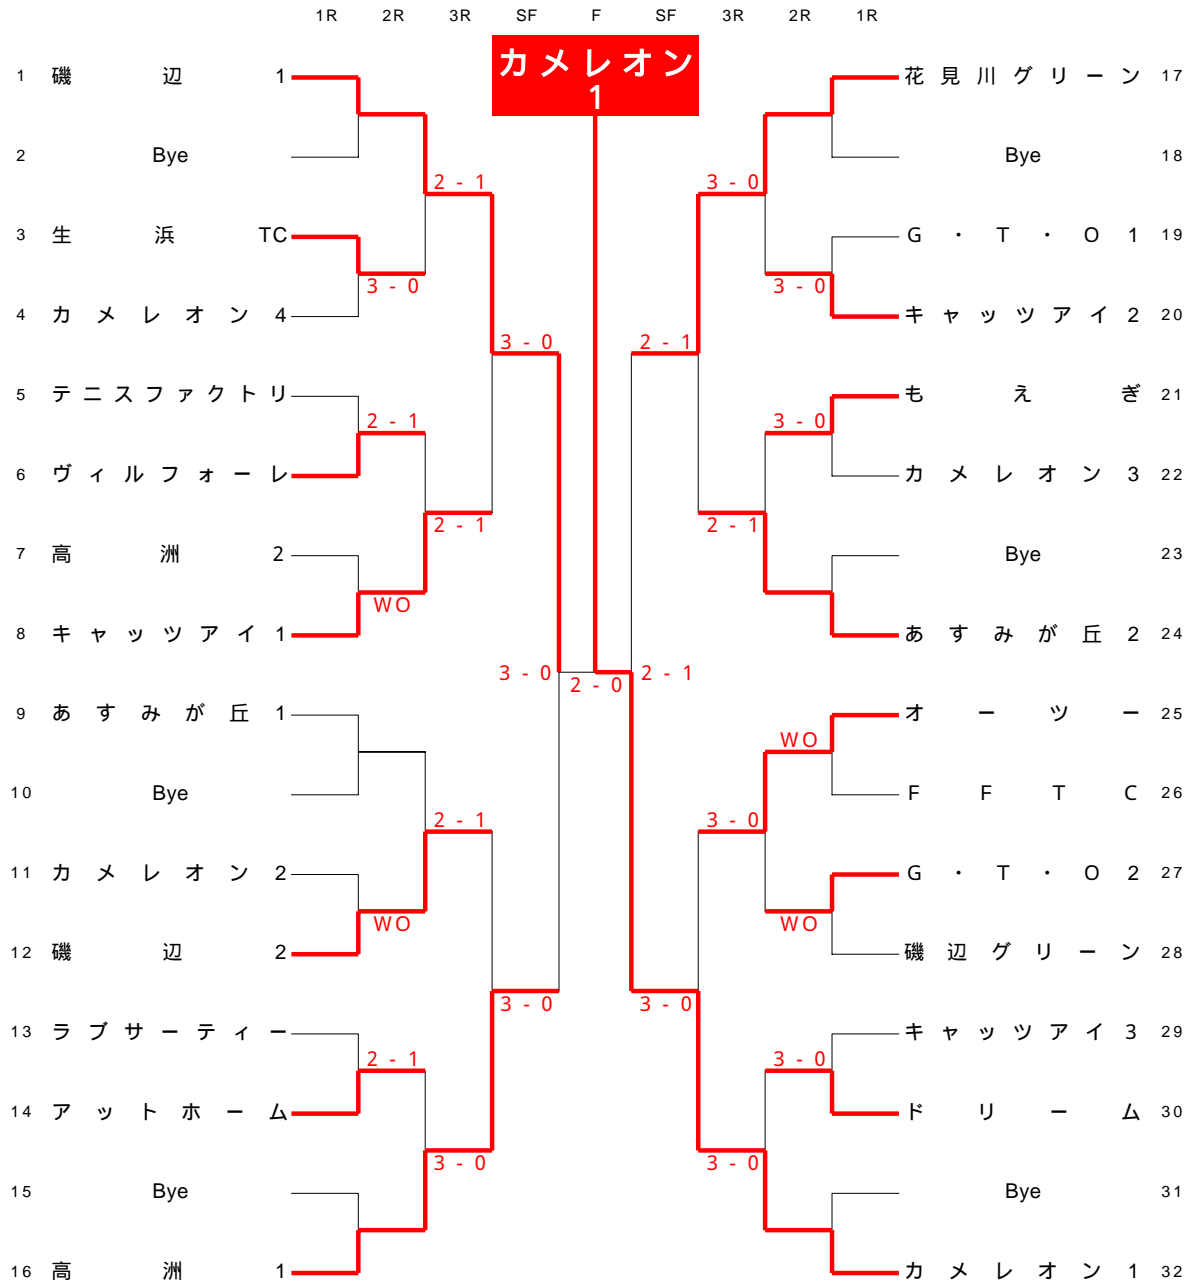 1R 2R 3R SF F SF 3R 2R 1R
カメレオン
1
1 磯辺1 花見川グリーン 17
2 Bye Bye 18
2 - 1 3 - 0
3 生浜TC G・T・O1 19
3 - 0 3 - 0
4 カメレオン4 キャッツアイ2 20
3 - 0 2 - 1
5 テニスファクトリ もえぎ 21
2 - 1 3 - 0
6 ヴィルフォーレ カメレオン3 22
2 - 1 2 - 1
7 高洲2 Bye 23
WO
8 キャッツアイ1 あすみが丘2 24
3 - 0 2 - 0 2 - 1
9 あすみが丘1 オーツー 25
WO
10 Bye FFTC 26
2 - 1 3 - 0
11 カメレオン2 G・T・O2 27
WO WO
12 磯辺2 磯辺グリーン 28
3 - 0 3 - 0
13 ラブサーティー キャッツアイ3 29
2 - 1 3 - 0
14 アットホーム ドリーム 30
3 - 0 3 - 0
15 Bye Bye 31
16 高洲1 カメレオン1 32